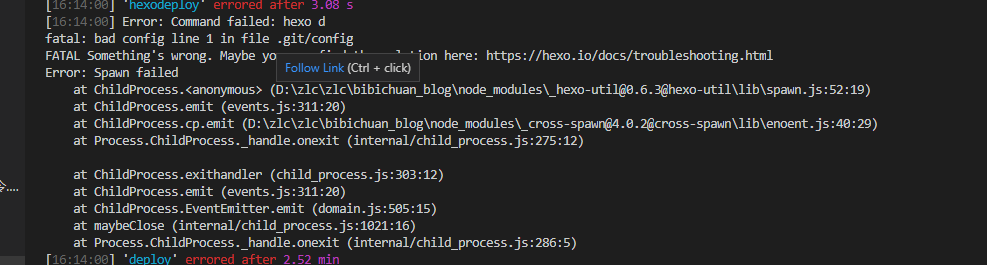 [16:14:00] 'hexodeploy' errored after 3.08 s
[16:14:00] Error: Command failed: hexo d
fatal: bad config line 1 in file .git/config
FATAL Something's wrong. Maybe you solution here: https://hexo.io/docs/troubleshooting.html
Follow Link (Ctrl + click)
Error: Spawn failed
at ChildProcess.<anonymous> (D:\zlc\zlc\bibichuan_blog\node_modules\_hexo-util@0.6.3@hexo-util\lib\spawn.js:52:19)
at ChildProcess.emit (events.js:311:20)
at ChildProcess.cp.emit (D:\zlc\zlc\bibichuan_blog\node_modules\_cross-spawn@4.0.2@cross-spawn\lib\enoent.js:40:29)
at Process.ChildProcess._handle.onexit (internal/child_process.js:275:12)
at ChildProcess.exithandler (child_process.js:303:12)
at ChildProcess.emit (events.js:311:20)
at ChildProcess.EventEmitter.emit (domain.js:505:15)
at maybeClose (internal/child_process.js:1021:16)
at Process.ChildProcess._handle.onexit (internal/child_process.js:286:5)
[16:14:00] 'deploy' errored after 2.52 min